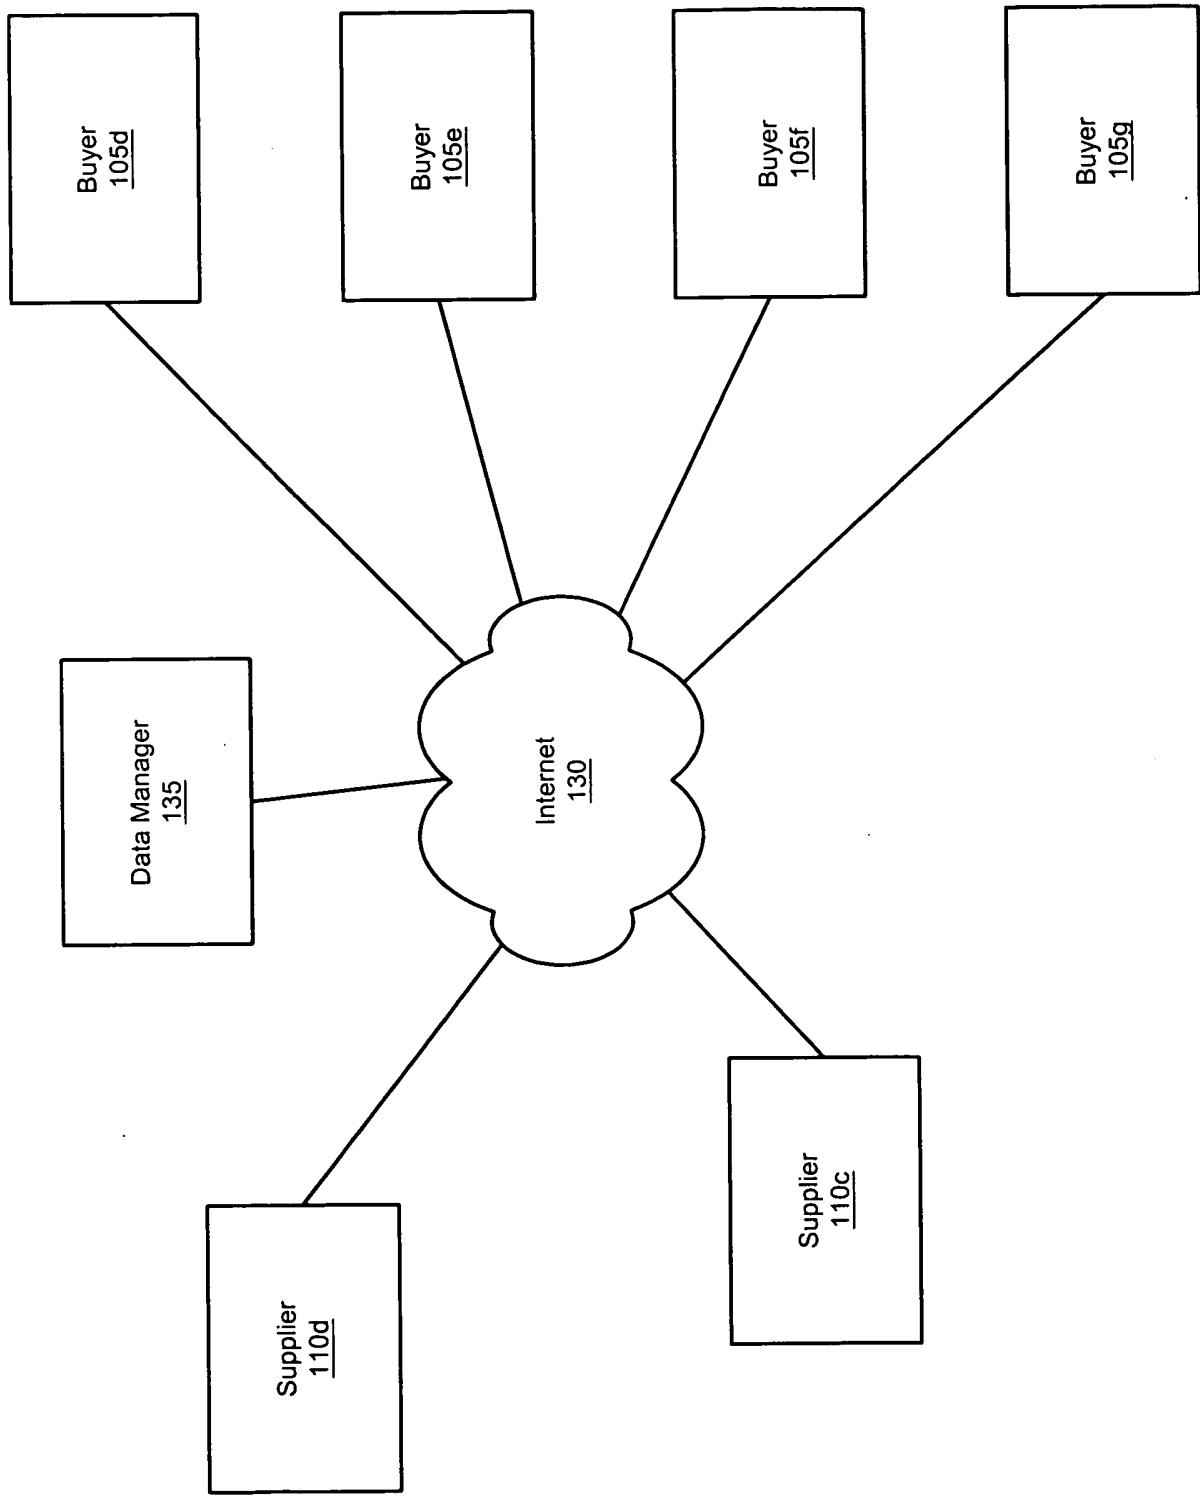 Buyer
105d
Buyer
105e
Buyer
105f
Buyer
105g
Data Manager
135
Internet
130
Supplier
110d
Supplier
110c